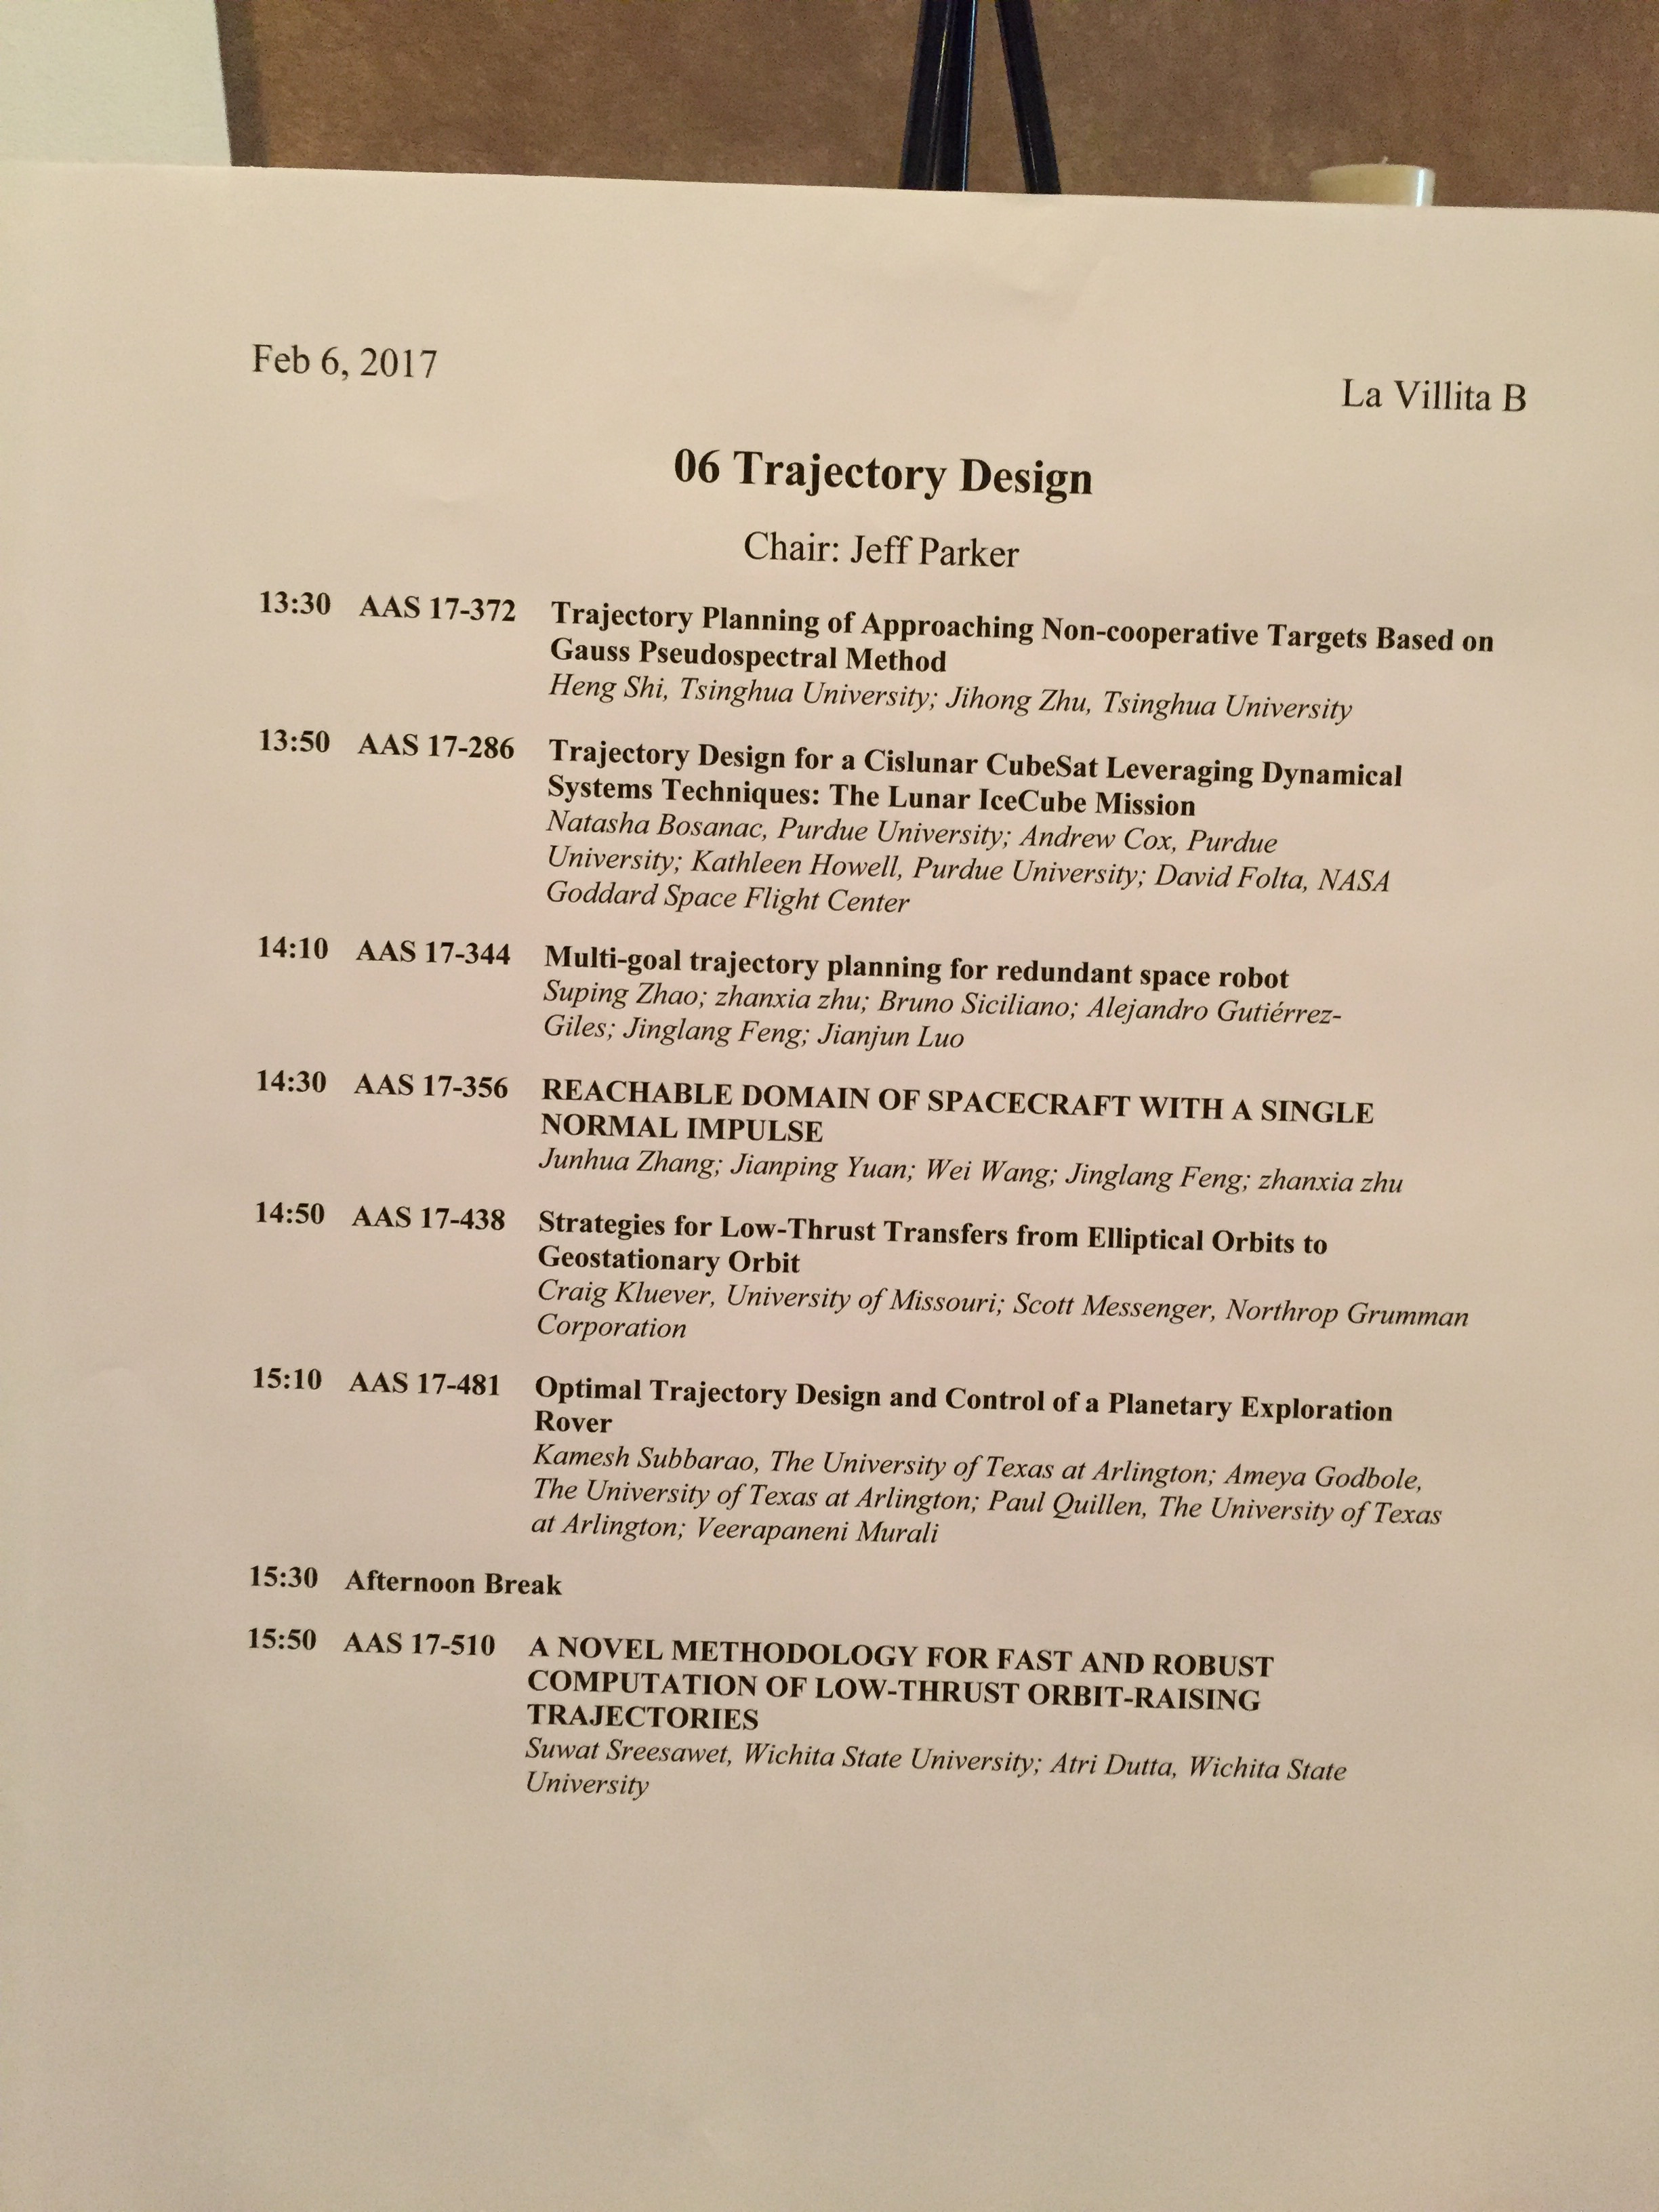 Feb 6, 2017
La Villita B
06 Trajectory Design
Chair: Jeff Parker
13:30 AAS 17-372 Trajectory Planning of Approaching Non-cooperative Targets Based on
Gauss Pseudospectral Method
Heng Shi, Tsinghua University; Jihong Zhu, Tsinghua University
13:50 AAS 17-286 Trajectory Design for a Cislunar CubeSat Leveraging Dynamical
Systems Techniques: The Lunar IceCube Mission
Natasha Bosanac, Purdue University; Andrew Cox, Purdue
University; Kathleen Howell, Purdue University; David Folta, NASA
Goddard Space Flight Center
14:10 AAS 17-344 Multi-goal trajectory planning for redundant space robot
Suping Zhao; zhanxia zhu; Bruno Siciliano; Alejandro Gutiérrez-
Giles; Jinglang Feng; Jianjun Luo
14:30 AAS 17-356 REACHABLE DOMAIN OF SPACECRAFT WITH A SINGLE
NORMAL IMPULSE
Junhua Zhang; Jianping Yuan; Wei Wang; Jinglang Feng; zhanxia zhu
14:50 AAS 17-438 Strategies for Low-Thrust Transfers from Elliptical Orbits to
Geostationary Orbit
Craig Kluever, University of Missouri; Scott Messenger, Northrop Grumman
Corporation
15:10 AAS 17-481 Optimal Trajectory Design and Control of a Planetary Exploration
Rover
Kamesh Subbarao, The University of Texas at Arlington; Ameya Godbole,
The University of Texas at Arlington; Paul Quillen, The University of Texas
at Arlington; Veerapaneni Murali
15:30 Afternoon Break
15:50 AAS 17-510 A NOVEL METHODOLOGY FOR FAST AND ROBUST
COMPUTATION OF LOW-THRUST ORBIT-RAISING
TRAJECTORIES
Suwat Sreesawet, Wichita State University; Atri Dutta, Wichita State
University